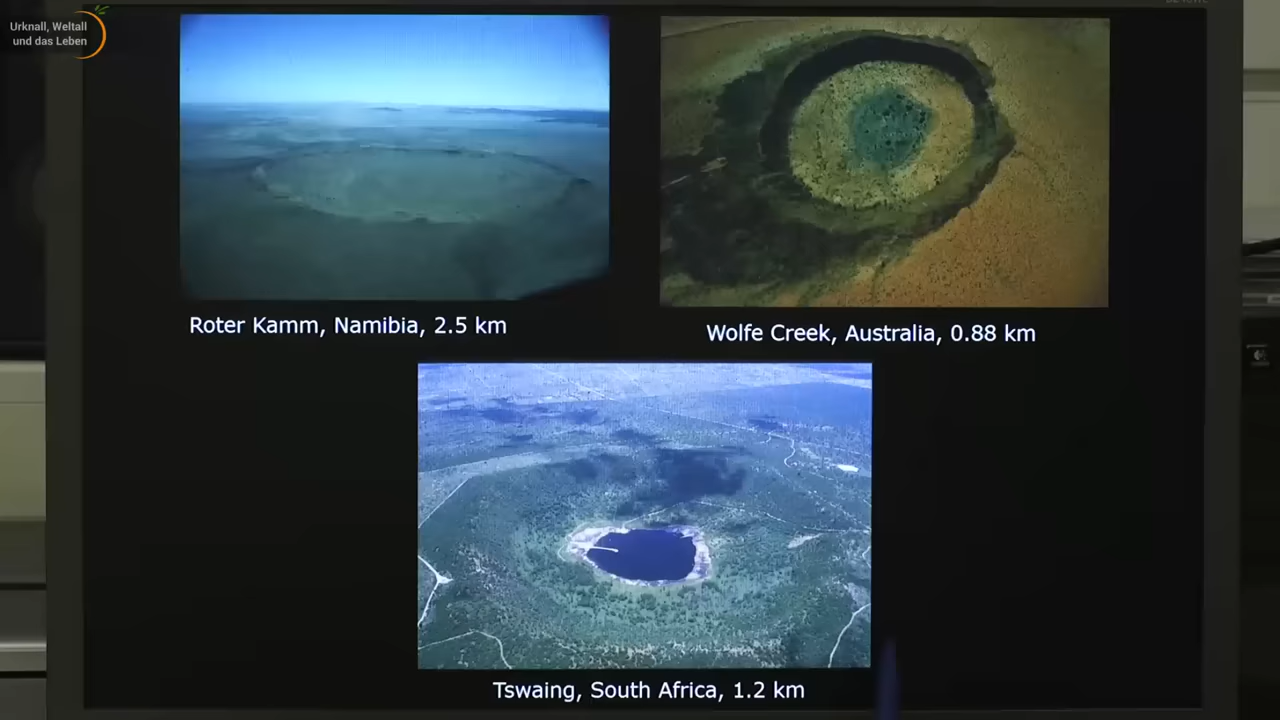 Urknall, Weltall
und das Leben
Roter Kamm, Namibia, 2.5 km
Wolfe Creek, Australia, 0.88 km
Tswaing, South Africa, 1.2 km